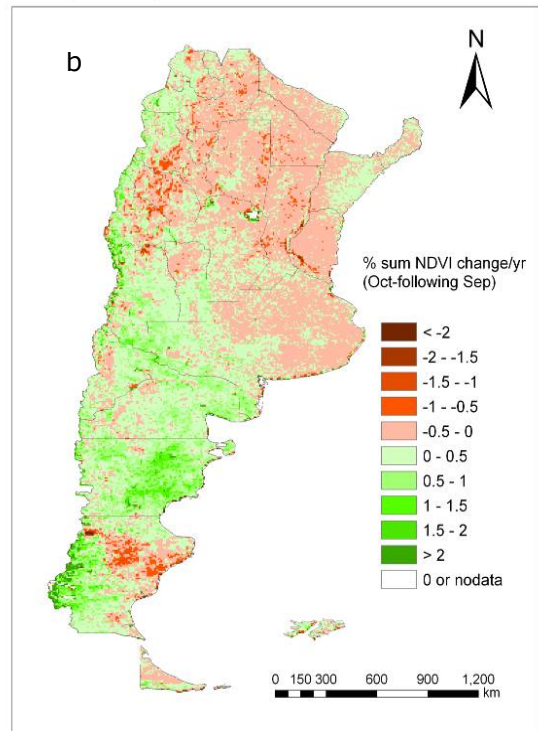 b
N
% sum NDVI change/yr
(Oct-following Sep)
< -2
-2 - -1.5
-1.5 - -1
-1 - -0.5
-0.5 - 0
0 - 0.5
0.5 - 1
1 - 1.5
1.5 - 2
> 2
0 or nodata
0 150 300 600 900 1,200
km